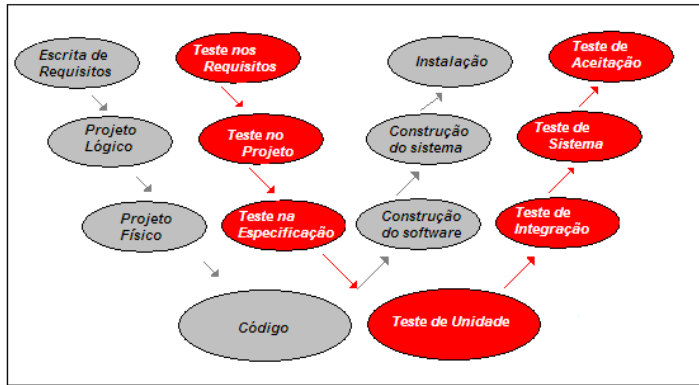 Escrita de
Requisitos
Teste nos
Requisitos
Instalação
Teste de
Aceitação
Projeto
Lógico
Teste no
Projeto
Construção
do sistema
Teste de
Sistema
Projeto
Físico
Teste na
Especificação
Construção
do software
Teste de
Integração
Código
Teste de Unidade